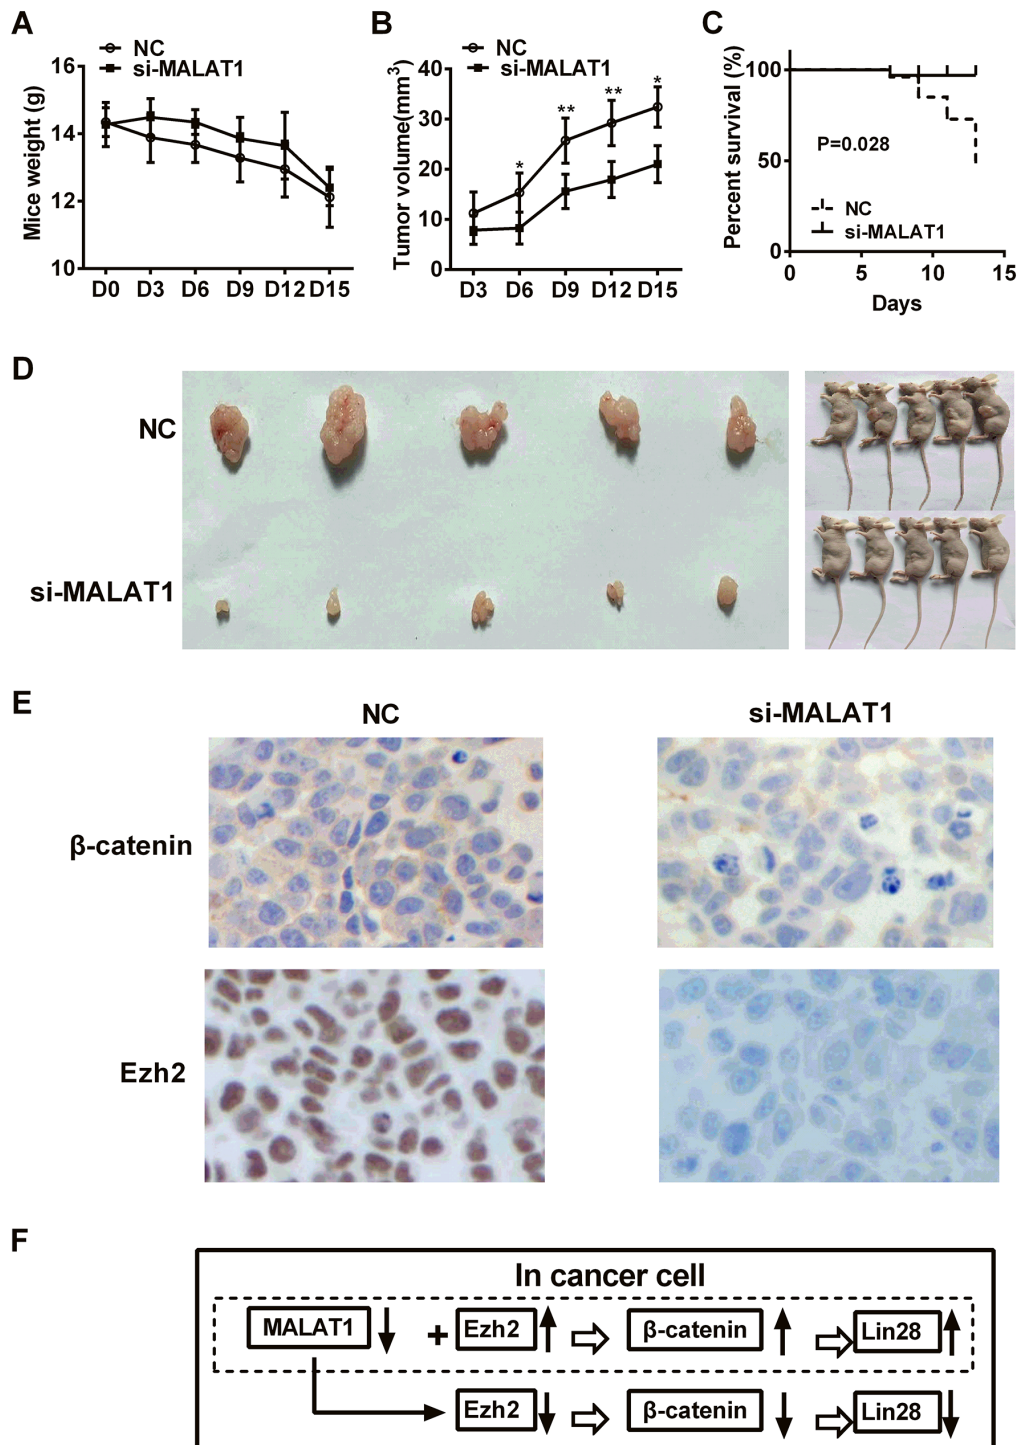 A
NC
si-MALAT1
Mice weight (g)
16
14
12
10
D0 D3 D6 D9 D12 D15
B
NC
si-MALAT1
Tumor volume(mm³)
40
30
20
10
0
*
**
**
*
D3 D6 D9 D12 D15
C
Percent survival (%)
100
50
0
P=0.028
NC
si-MALAT1
0 5 10 15
Days
D
NC
si-MALAT1
E
NC si-MALAT1
β-catenin
Ezh2
F
In cancer cell
MALAT1 + Ezh2 β-catenin Lin28
Ezh2 β-catenin Lin28